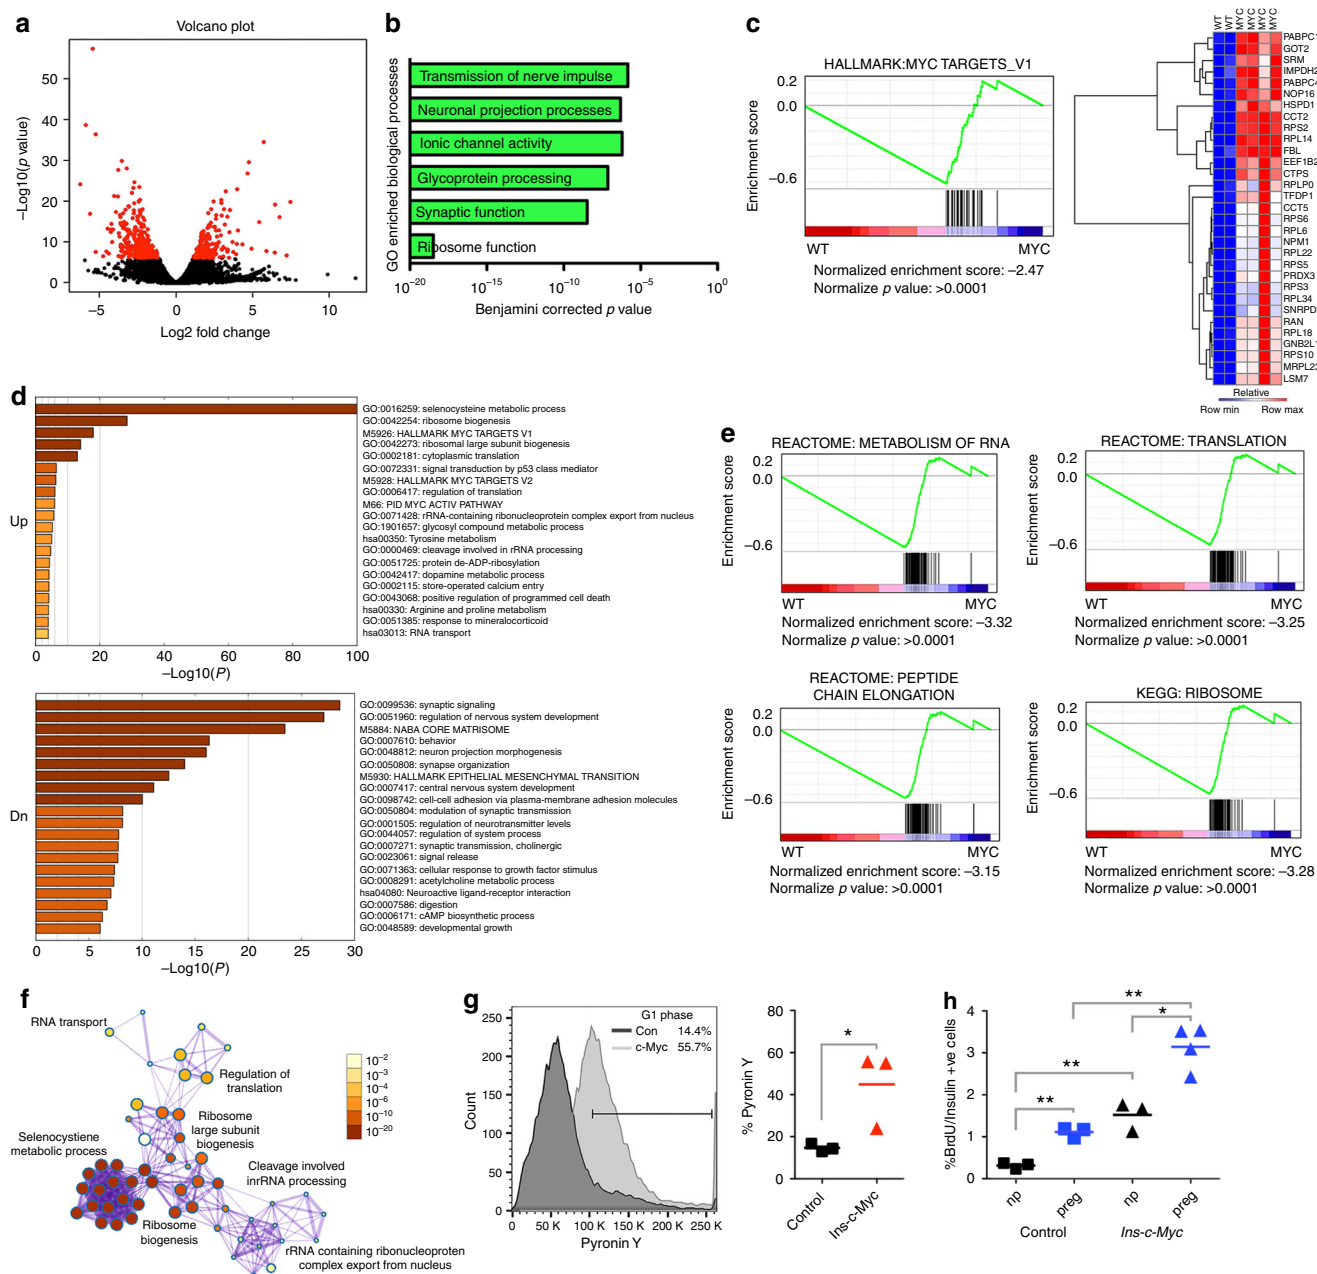 a
Volcano plot
–Log10(p value)
50
40
30
20
10
0
–5
0
5
10
Log2 fold change
b
GO enriched biological processes
Transmission of nerve impulse
Neuronal projection processes
Ionic channel activity
Glycoprotein processing
Synaptic function
Ribosome function
10–20
10–15
10–10
10–5
100
Benjamini corrected p value
c
HALLMARK:MYC TARGETS_V1
Enrichment score
0.2
0.0
–0.6
WT
MYC
Normalized enrichment score: –2.47
Normalize p value: >0.0001
WT
WT
MYC
MYC
MYC
MYC
PABPC1
GOT2
SRM
IMPDH2
PABPC4
NOP16
HSPD1
CCT2
RPS2
RPL14
FBL
EEF1B2
CTPS
RPLP0
TFDP1
CCT5
RPS6
RPL6
NPM1
RPL22
RPS5
PRDX3
RPS3
RPL34
SNRPD
RAN
RPL18
GNB2L1
RPS10
MRPL23
LSM7
Relative
Row min
Row max
d
Up
GO:0016259: selenocysteine metabolic process
GO:0042254: ribosome biogenesis
M5926: HALLMARK MYC TARGETS V1
GO:0042273: ribosomal large subunit biogenesis
GO:0002181: cytoplasmic translation
GO:0072331: signal transduction by p53 class mediator
M5928: HALLMARK MYC TARGETS V2
GO:0006417: regulation of translation
M66: PID MYC ACTIV PATHWAY
GO:0071428: rRNA-containing ribonucleoprotein complex export from nucleus
GO:1901657: glycosyl compound metabolic process
hsa00350: Tyrosine metabolism
GO:0000469: cleavage involved in rRNA processing
GO:0051725: protein de-ADP-ribosylation
GO:0042417: dopamine metabolic process
GO:0002115: store-operated calcium entry
GO:0043068: positive regulation of programmed cell death
hsa00330: Arginine and proline metabolism
GO:0051385: response to mineralocorticoid
hsa03013: RNA transport
0
20
40
60
80
100
–Log10(P)
Dn
GO:0099536: synaptic signaling
GO:0051960: regulation of nervous system development
M5884: NABA CORE MATRISOME
GO:0007610: behavior
GO:0048812: neuron projection morphogenesis
GO:0050808: synapse organization
M5930: HALLMARK EPITHELIAL MESENCHYMAL TRANSITION
GO:0007417: central nervous system development
GO:0098742: cell-cell adhesion via plasma-membrane adhesion molecules
GO:0050804: modulation of synaptic transmission
GO:0001505: regulation of neurotransmitter levels
GO:0044057: regulation of system process
GO:0007271: synaptic transmission, cholinergic
GO:0023061: signal release
GO:0071363: cellular response to growth factor stimulus
GO:0008291: acetylcholine metabolic process
hsa04080: Neuroactive ligand-receptor interaction
GO:0007586: digestion
GO:0006171: cAMP biosynthetic process
GO:0048589: developmental growth
0
5
10
15
20
25
30
–Log10(P)
e
REACTOME: METABOLISM OF RNA
Enrichment score
0.2
0.0
–0.6
WT
MYC
Normalized enrichment score: –3.32
Normalize p value: >0.0001
REACTOME: TRANSLATION
Enrichment score
0.2
0.0
–0.6
WT
MYC
Normalized enrichment score: –3.25
Normalize p value: >0.0001
REACTOME: PEPTIDE
CHAIN ELONGATION
Enrichment score
0.2
0.0
–0.6
WT
MYC
Normalized enrichment score: –3.15
Normalize p value: >0.0001
KEGG: RIBOSOME
Enrichment score
0.2
0.0
–0.6
WT
MYC
Normalized enrichment score: –3.28
Normalize p value: >0.0001
f
RNA transport
Regulation of
translation
Ribosome
large subunit
biogenesis
Selenocystiene
metabolic process
Cleavage involved
inrRNA processing
Ribosome
biogenesis
rRNA containing ribonucleoproten
complex export from nucleus
10–2
10–3
10–4
10–6
10–10
10–20
g
Count
250
200
150
100
50
0
G1 phase
Con 14.4%
c-Myc 55.7%
0
50 K
100 K
150 K
200 K
250 K
Pyronin Y
% Pyronin Y
80
60
40
20
0
*
Control
Ins-c-Myc
h
%BrdU/Insulin +ve cells
4
3
2
1
0
**
*
**
**
np
preg
np
preg
Control
Ins-c-Myc